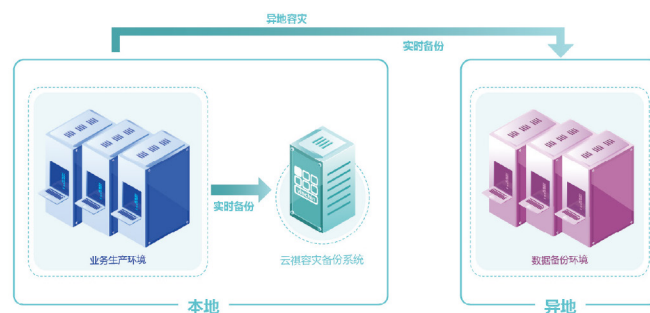 异地容灾
实时备份
实时备份
业务生产环境
云祺容灾备份系统
数据备份环境
本地
异地